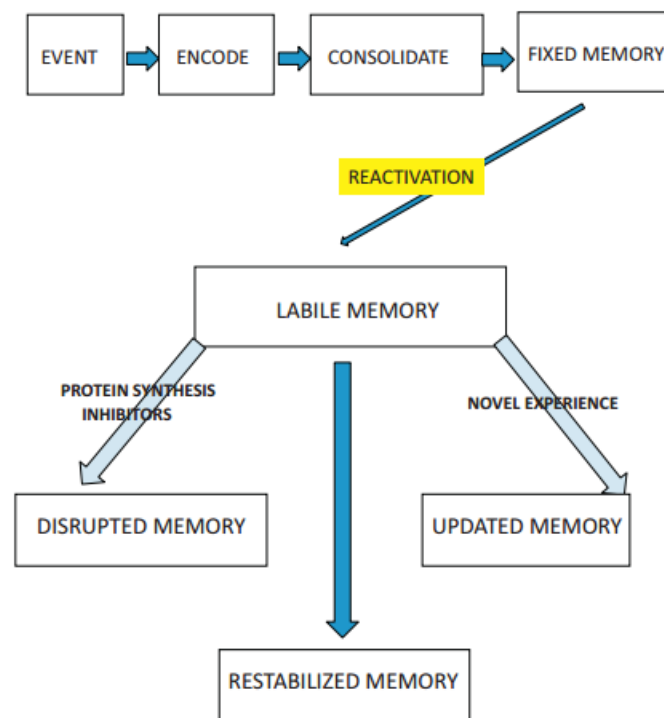 EVENT
ENCODE
CONSOLIDATE
FIXED MEMORY
REACTIVATION
LABILE MEMORY
PROTEIN SYNTHESIS
INHIBITORS
NOVEL EXPERIENCE
DISRUPTED MEMORY
UPDATED MEMORY
RESTABILIZED MEMORY